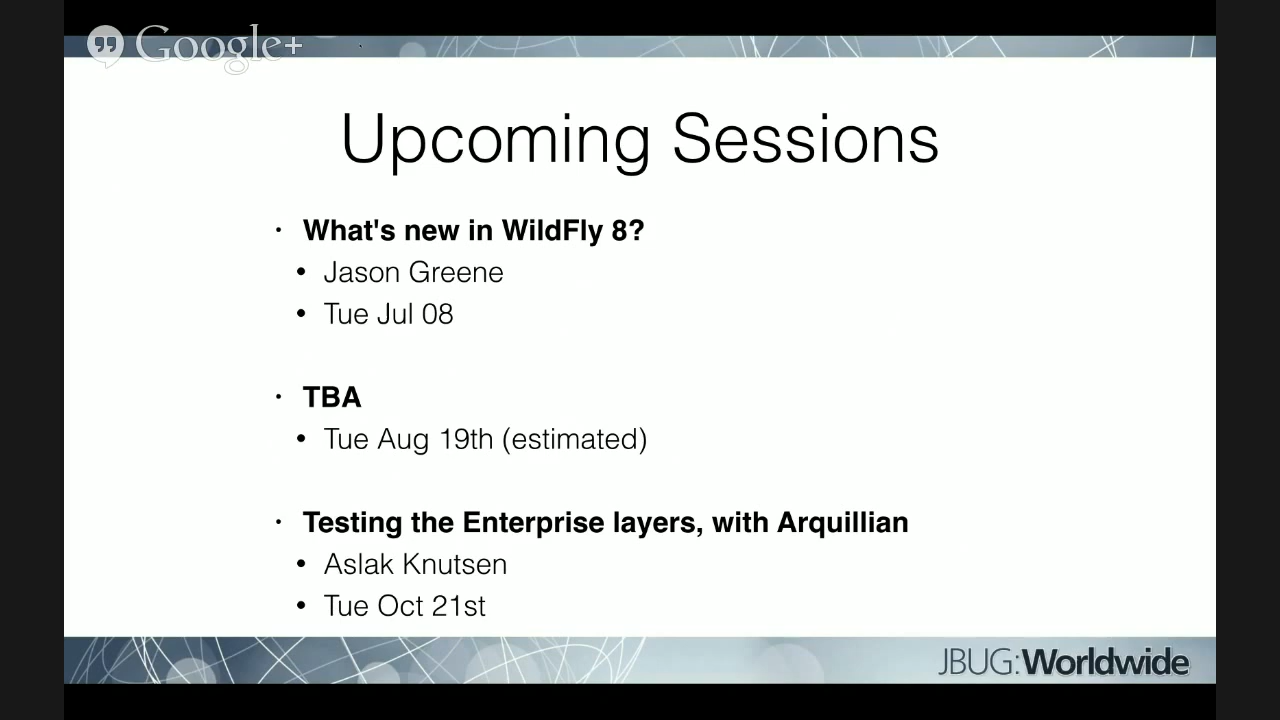 Google+
Upcoming Sessions
· What's new in WildFly 8?
• Jason Greene
• Tue Jul 08
· TBA
• Tue Aug 19th (estimated)
· Testing the Enterprise layers, with Arquillian
• Aslak Knutsen
• Tue Oct 21st
JBUG:Worldwide